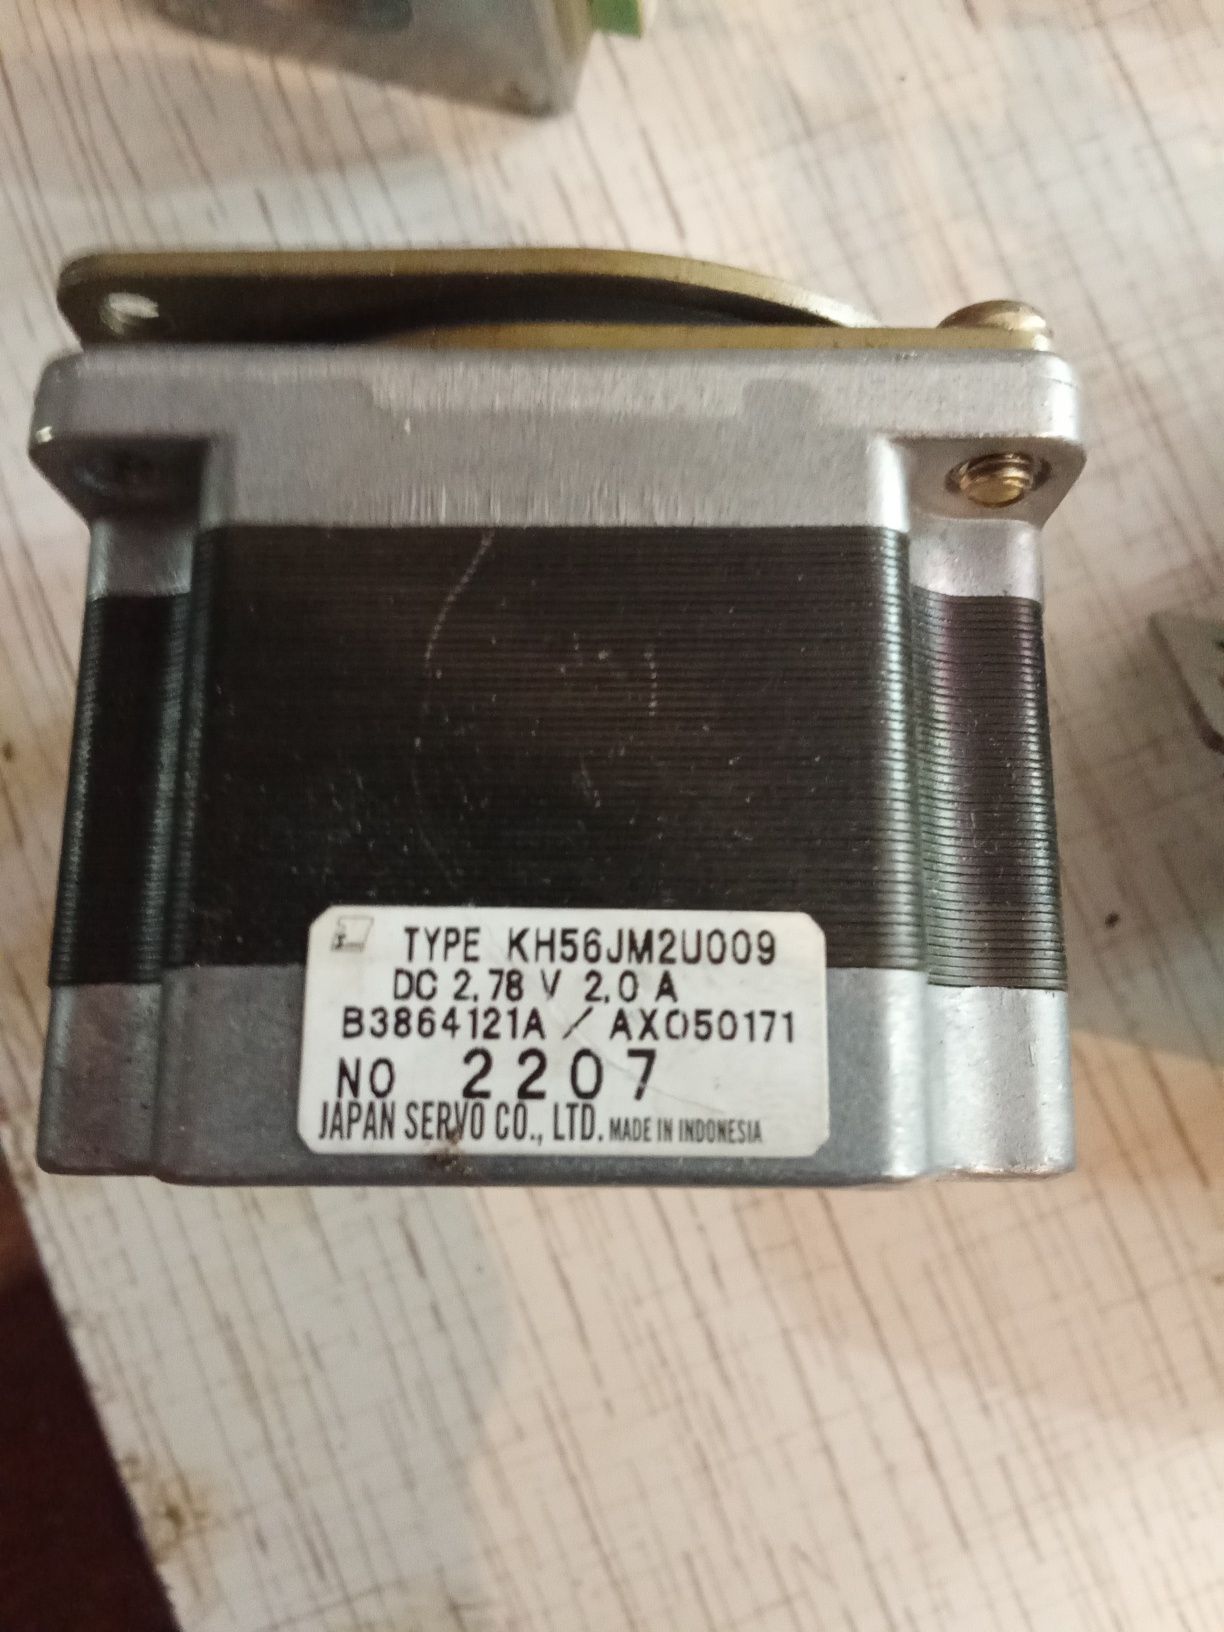 TYPE KH56JM2U009
DC 2.78 V 2.0 A
B3864121A / AX050171
NO 2207
JAPAN SERVO CO., LTD. MADE IN INDONESIA